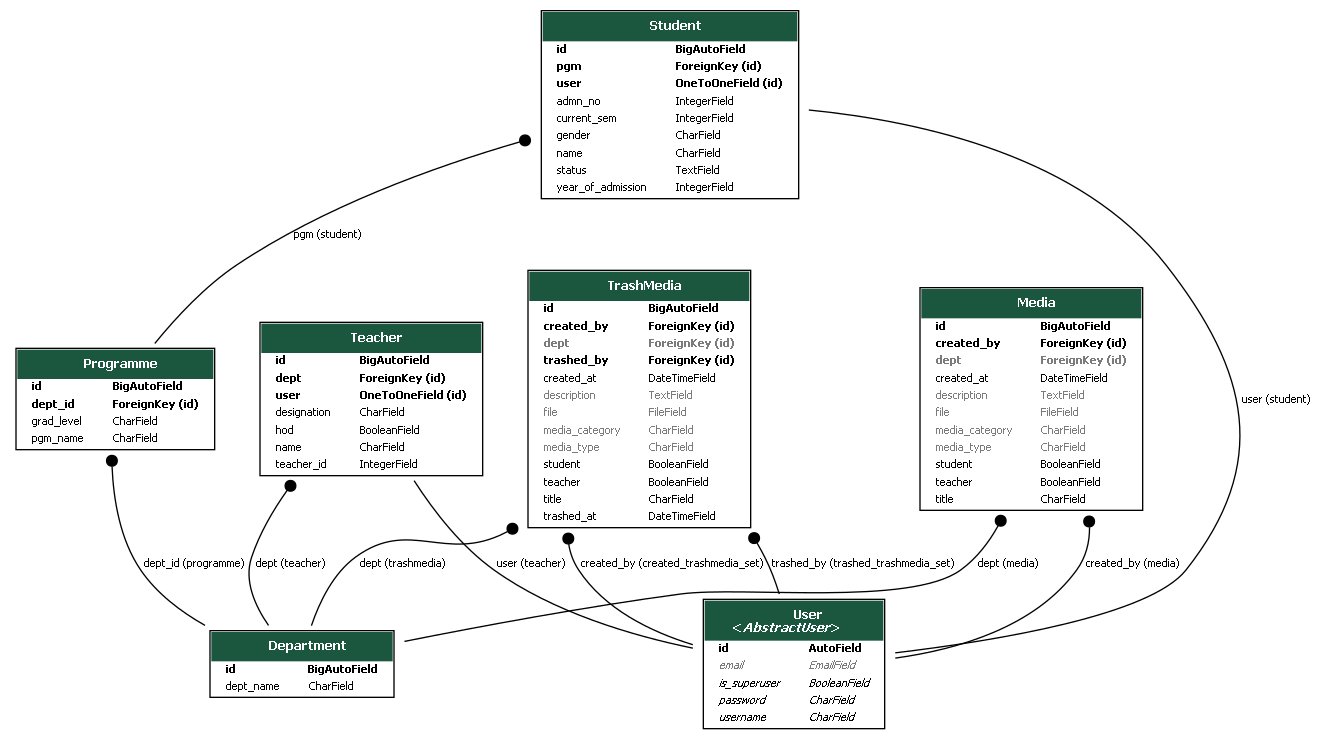 Student
id BigAutoField
pgm ForeignKey (id)
user OneToOneField (id)
admn_no IntegerField
current_sem IntegerField
gender CharField
name CharField
status TextField
year_of_admission IntegerField
pgm (student)
TrashMedia
id BigAutoField
created_by ForeignKey (id)
dept ForeignKey (id)
trashed_by ForeignKey (id)
created_at DateTimeField
description TextField
file FileField
media_category CharField
media_type CharField
student BooleanField
teacher BooleanField
title CharField
trashed_at DateTimeField
Media
id BigAutoField
created_by ForeignKey (id)
dept ForeignKey (id)
created_at DateTimeField
description TextField
file FileField
media_category CharField
media_type CharField
student BooleanField
teacher BooleanField
title CharField
Teacher
id BigAutoField
dept ForeignKey (id)
user OneToOneField (id)
designation CharField
hod BooleanField
name CharField
teacher_id IntegerField
Programme
id BigAutoField
dept_id ForeignKey (id)
grad_level CharField
pgm_name CharField
user (student)
dept_id (programme)
dept (teacher)
dept (trashmedia)
user (teacher)
created_by (created_trashmedia_set)
trashed_by (trashed_trashmedia_set)
dept (media)
created_by (media)
Department
id BigAutoField
dept_name CharField
User
<AbstractUser>
id AutoField
email EmailField
is_superuser BooleanField
password CharField
username CharField